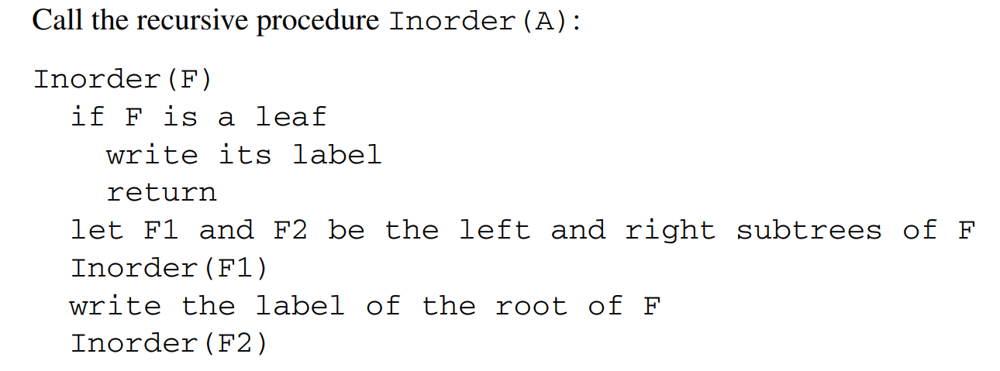 Call the recursive procedure Inorder(A):
Inorder(F)
if F is a leaf
write its label
return
let F1 and F2 be the left and right subtrees of F
Inorder(F1)
write the label of the root of F
Inorder(F2)